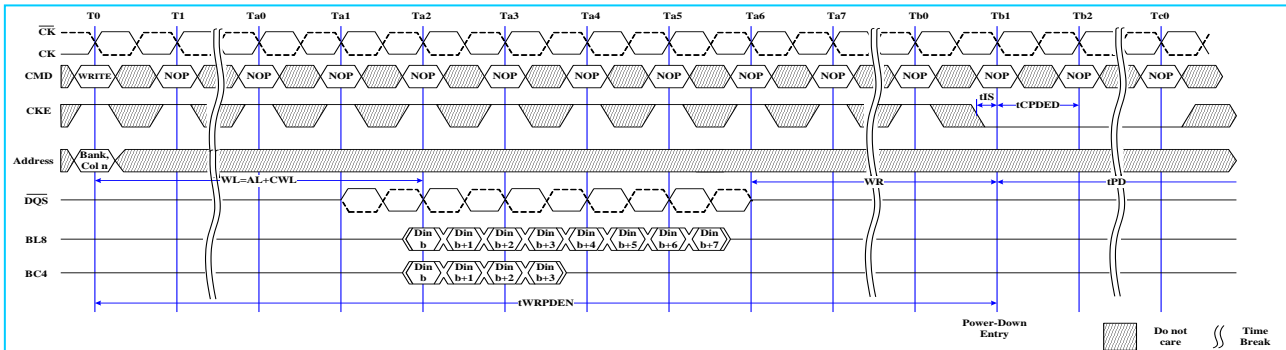 T0 T1 Ta0 Ta1 Ta2 Ta3 Ta4 Ta5 Ta6 Ta7 Tb0 Tb1 Tb2 Tc0
CK
CK
CMD WRITE NOP NOP NOP NOP NOP NOP NOP NOP NOP NOP NOP NOP NOP
tIS
CKE tCPDED
Address Bank,
Col n
WL=AL+CWL WR tPD
DQS
BL8 Din Din Din Din Din Din Din Din
b b+1 b+2 b+3 b+4 b+5 b+6 b+7
BC4 Din Din Din Din
b b+1 b+2 b+3
tWRPDEN
Power-Down
Entry
Do not
care
Time
Break